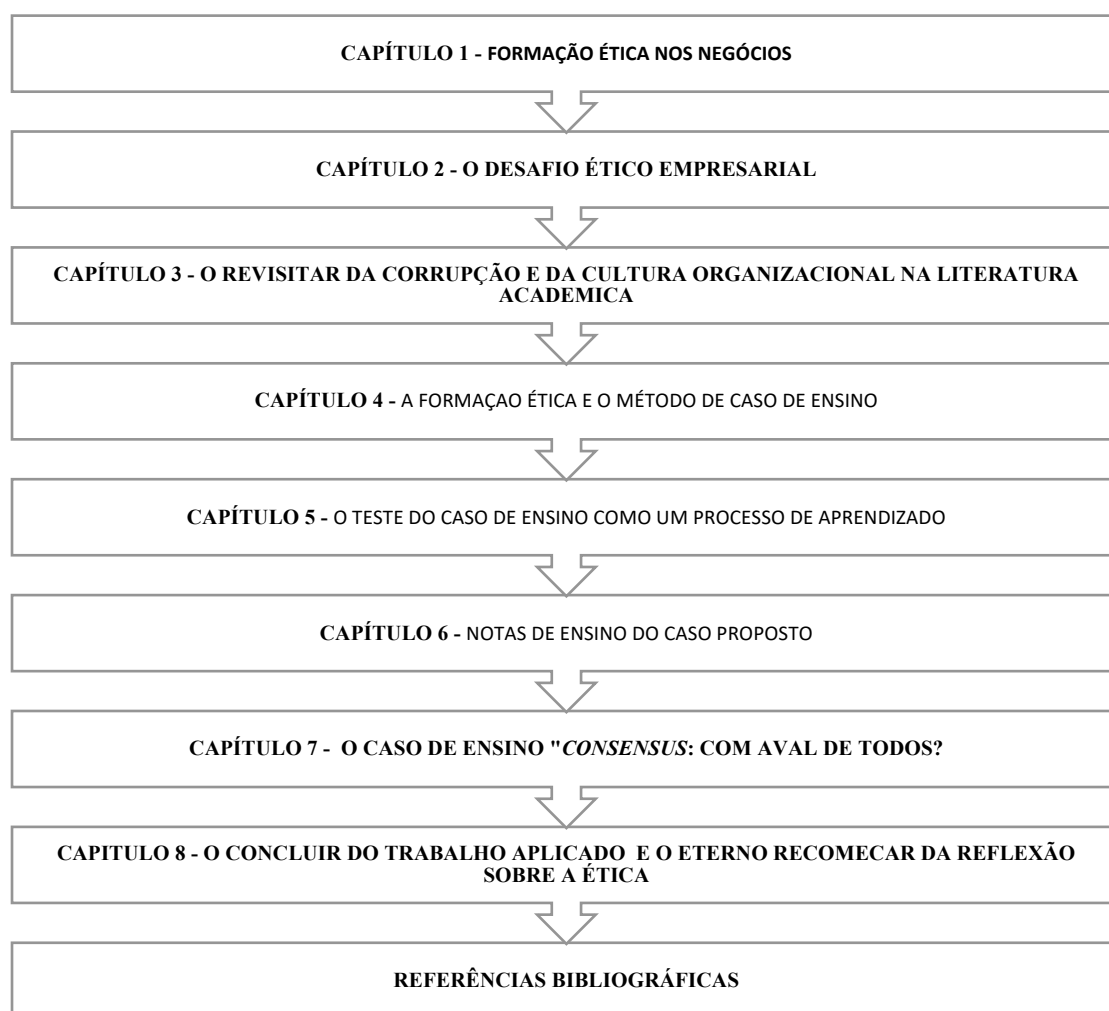 CAPÍTULO 1 - FORMAÇÃO ÉTICA NOS NEGÓCIOS
CAPÍTULO 2 - O DESAFIO ÉTICO EMPRESARIAL
CAPÍTULO 3 - O REVISITAR DA CORRUPÇÃO E DA CULTURA ORGANIZACIONAL NA LITERATURA
ACADEMICA
CAPÍTULO 4 - A FORMAÇAO ÉTICA E O MÉTODO DE CASO DE ENSINO
CAPÍTULO 5 - O TESTE DO CASO DE ENSINO COMO UM PROCESSO DE APRENDIZADO
CAPÍTULO 6 - NOTAS DE ENSINO DO CASO PROPOSTO
CAPÍTULO 7 - O CASO DE ENSINO "CONSENSUS: COM AVAL DE TODOS?
CAPITULO 8 - O CONCLUIR DO TRABALHO APLICADO E O ETERNO RECOMECAR DA REFLEXÃO
SOBRE A ÉTICA
REFERÊNCIAS BIBLIOGRÁFICAS